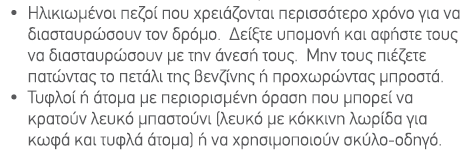 • Ηλικιωμένοι πεζοί που χρειάζονται περισσότερο χρόνο για να
διασταυρώσουν τον δρόμο. Δείξτε υπομονή και αφήστε τους
να διασταυρώσουν με την άνεσή τους. Μην τους πιέζετε
πατώντας το πετάλι της βενζίνης ή προχωρώντας μπροστά.
• Τυφλοί ή άτομα με περιορισμένη όραση που μπορεί να
κρατούν λευκό μπαστούνι (λευκό με κόκκινη λωρίδα για
κωφά και τυφλά άτομα) ή να χρησιμοποιούν σκύλο-οδηγό.